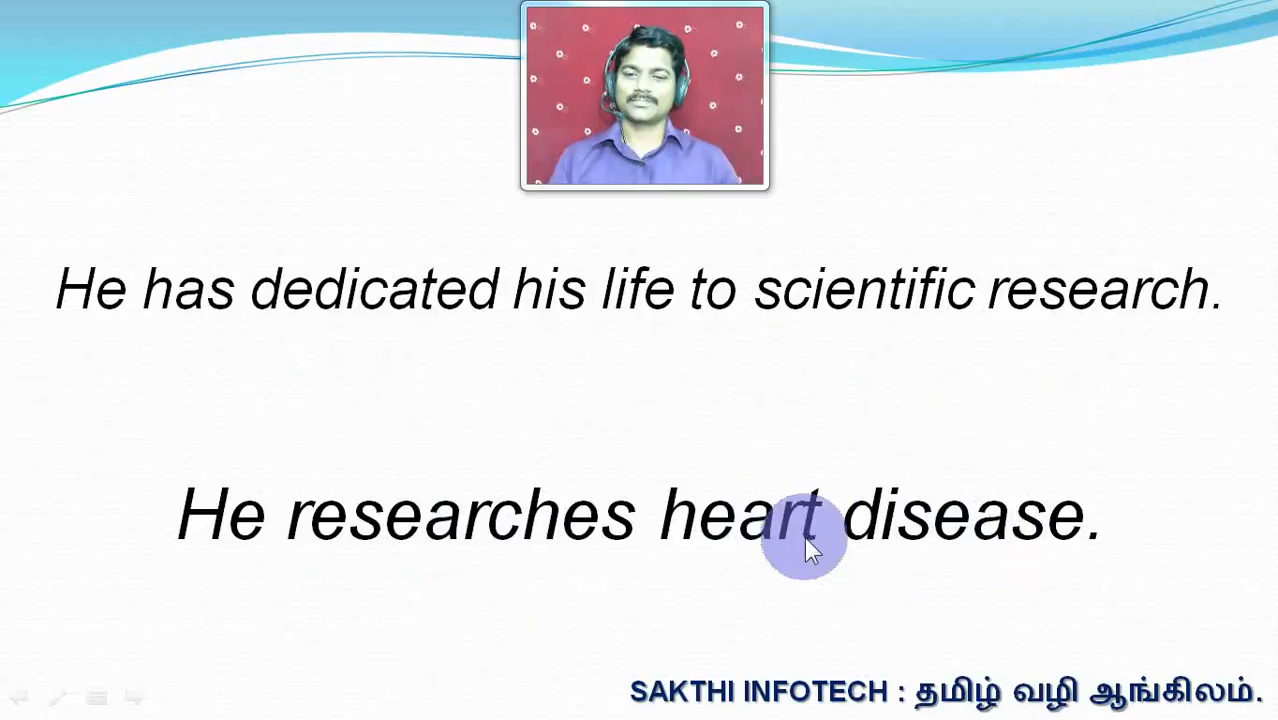 He has dedicated his life to scientific research.
He researches heart disease.
SAKTHI INFOTECH : தமிழ் வழி ஆங்கிலம்.